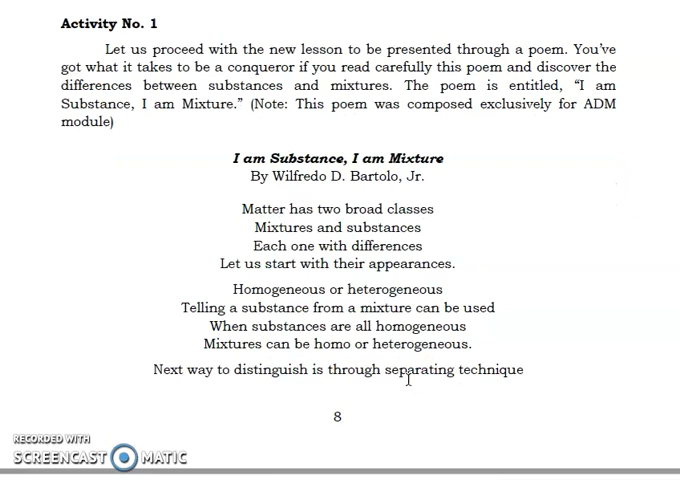 Activity No. 1
Let us proceed with the new lesson to be presented through a poem. You've
got what it takes to be a conqueror if you read carefully this poem and discover the
differences between substances and mixtures. The poem is entitled, “I am
Substance, I am Mixture.” (Note: This poem was composed exclusively for ADM
module)
I am Substance, I am Mixture
By Wilfredo D. Bartolo, Jr.
Matter has two broad classes
Mixtures and substances
Each one with differences
Let us start with their appearances.
Homogeneous or heterogeneous
Telling a substance from a mixture can be used
When substances are all homogeneous
Mixtures can be homo or heterogeneous.
Next way to distinguish is through separating technique
8
RECORDED WITH
SCREENCAST MATIC